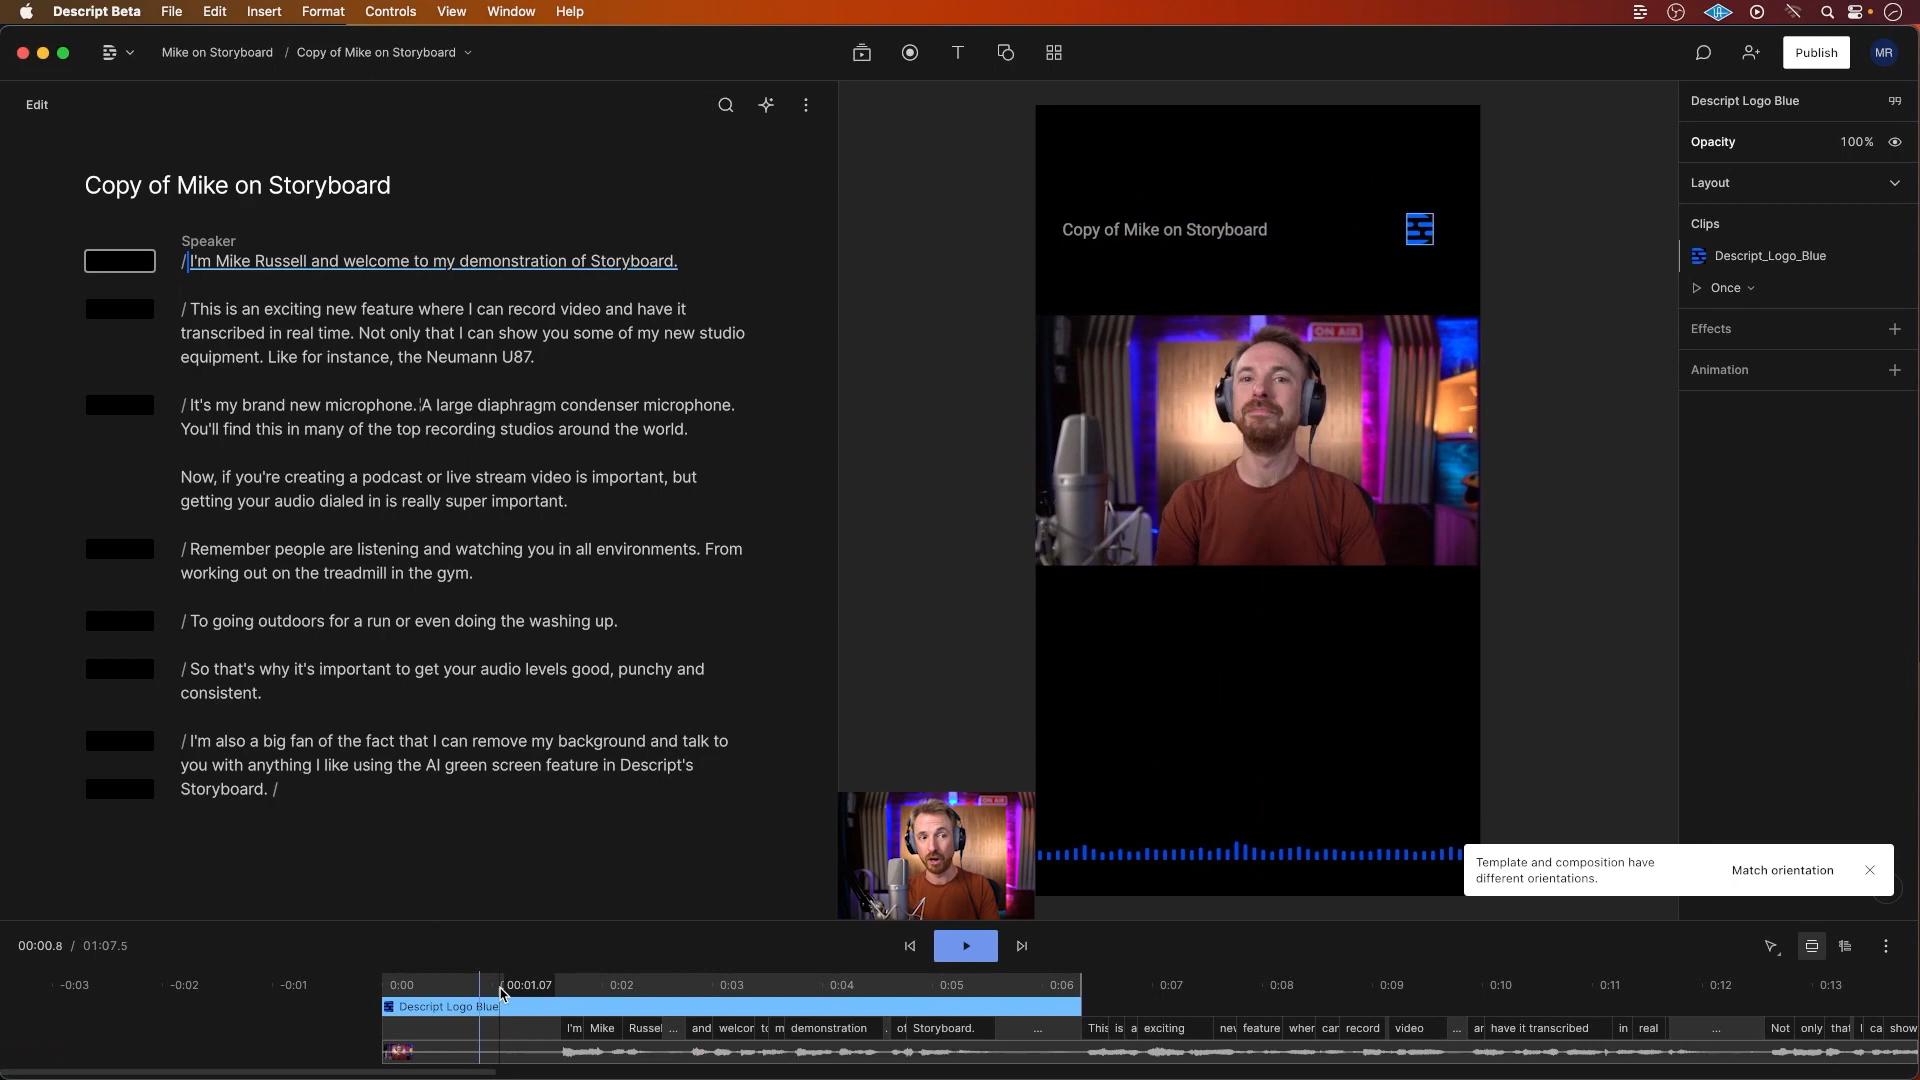 Descript Beta File Edit Insert Format Controls View Window Help
Mike on Storyboard / Copy of Mike on Storyboard
Publish
MR
Edit
Copy of Mike on Storyboard
Speaker
/ I'm Mike Russell and welcome to my demonstration of Storyboard.
/ This is an exciting new feature where I can record video and have it
transcribed in real time. Not only that I can show you some of my new studio
equipment. Like for instance, the Neumann U87.
/ It's my brand new microphone. A large diaphragm condenser microphone.
You'll find this in many of the top recording studios around the world.
Now, if you're creating a podcast or live stream video is important, but
getting your audio dialed in is really super important.
/ Remember people are listening and watching you in all environments. From
working out on the treadmill in the gym.
/ To going outdoors for a run or even doing the washing up.
/ So that's why it's important to get your audio levels good, punchy and
consistent.
/ I'm also a big fan of the fact that I can remove my background and talk to
you with anything I like using the AI green screen feature in Descript's
Storyboard. /
Copy of Mike on Storyboard
ON AIR
ON AIR
Descript Logo Blue
Opacity 100%
Layout
Clips
Descript_Logo_Blue
Once
Effects
Animation
Template and composition have
different orientations.
Match orientation
00:00.8 / 01:07.5
-0:03 -0:02 -0:01 0:00 00:01.07 0:02 0:03 0:04 0:05 0:06 0:07 0:08 0:09 0:10 0:11 0:12 0:13
Descript Logo Blue
I'm Mike Russel ... and welcor to m demonstration . of Storyboard. ... This is a exciting nev feature wher car record video ... ar have it transcribed in real ... Not only that I ca show